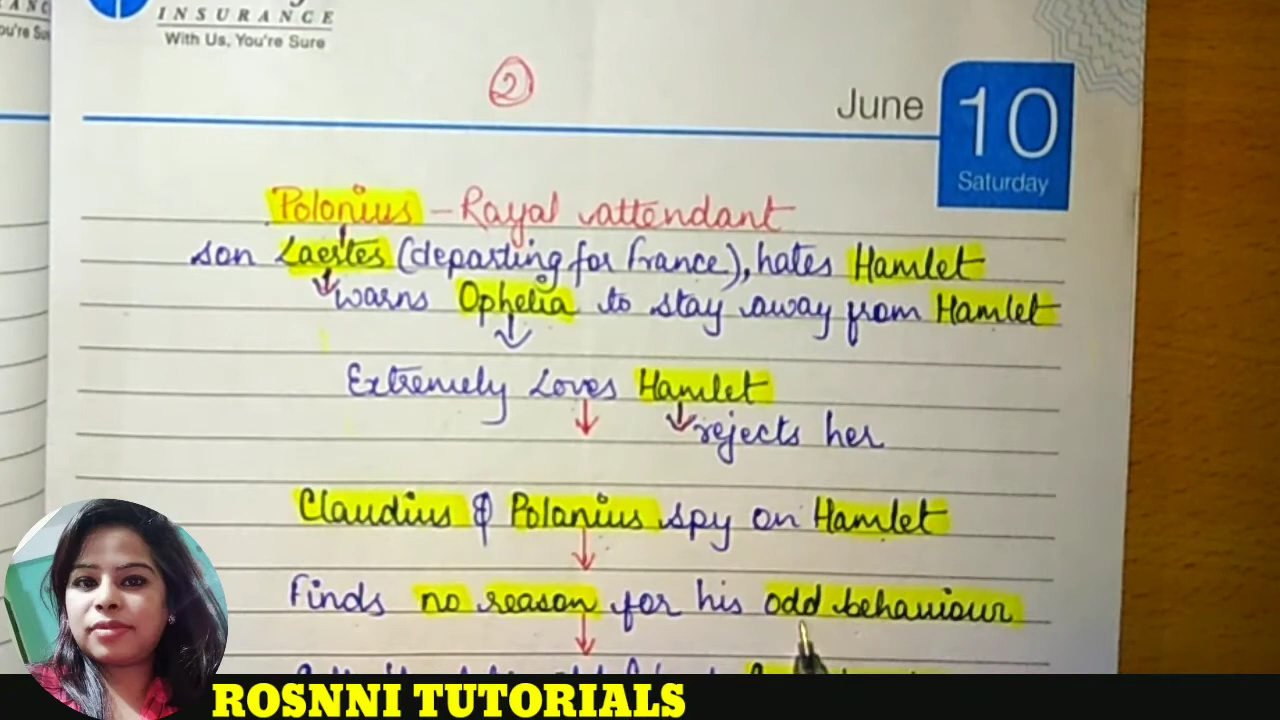 INSURANCE
With Us, You're Sure
2
June 10
Saturday
Polonius - Royal attendant
son Laertes (departing for France), hates Hamlet
warns Ophelia to stay away from Hamlet
Extremely Loves Hamlet
rejects her
Claudius & Polonius spy on Hamlet
Finds no reason for his odd behaviour
ROSNNI TUTORIALS